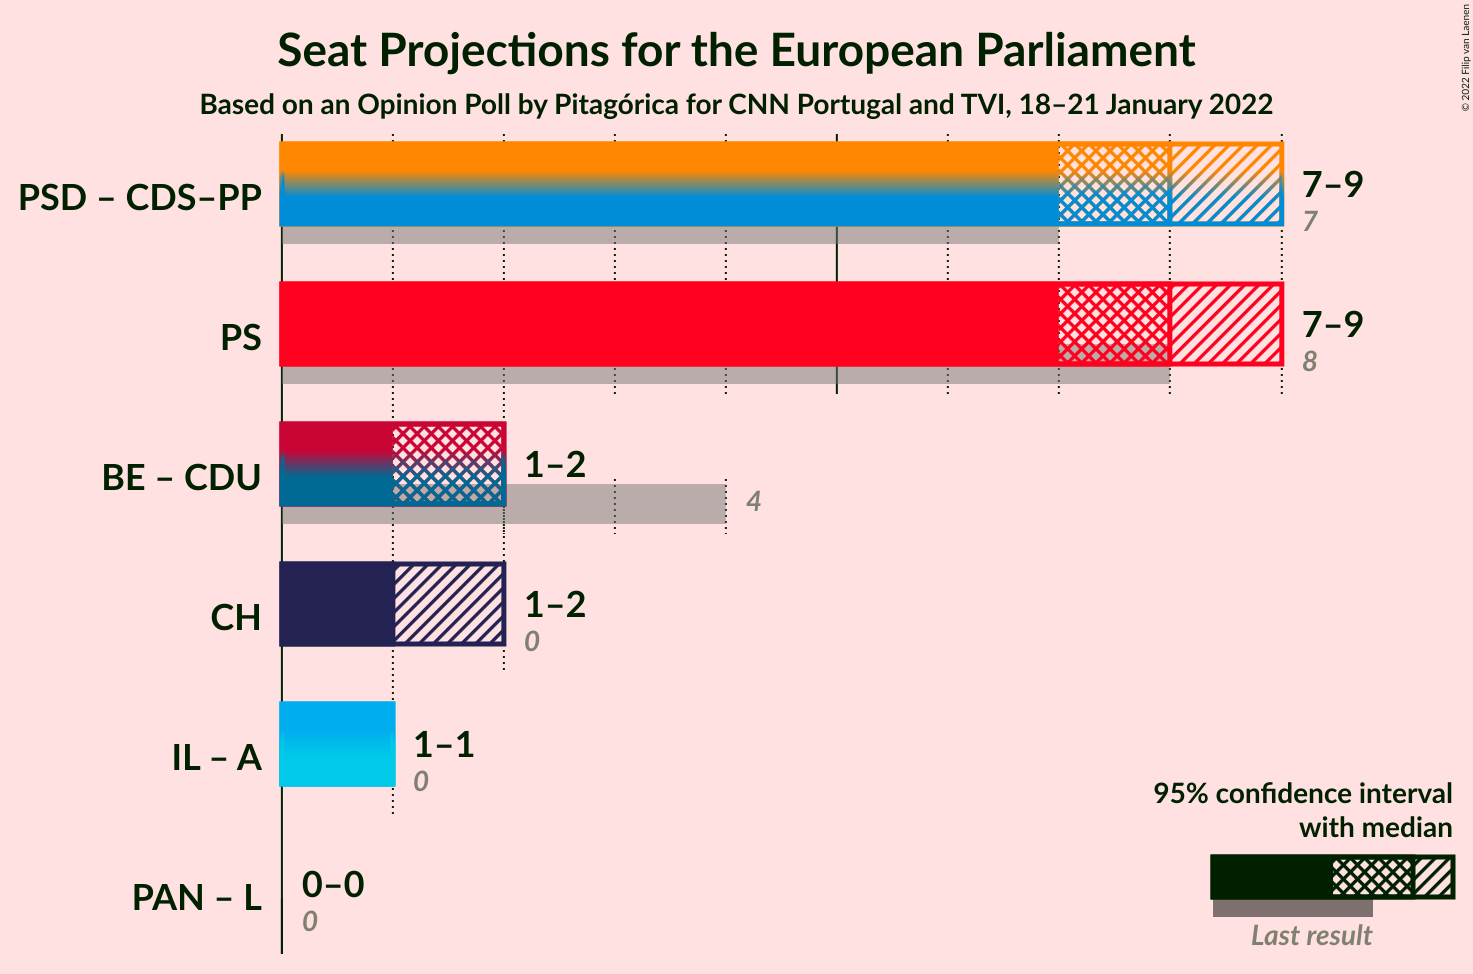 Seat Projections for the European Parliament
Based on an Opinion Poll by Pitagórica for CNN Portugal and TVI, 18–21 January 2022
© 2022 Filip van Laenen
PSD – CDS–PP
7–9
7
PS
7–9
8
BE – CDU
1–2
4
CH
1–2
0
IL – A
1–1
0
PAN – L
0–0
0
95% confidence interval
with median
Last result